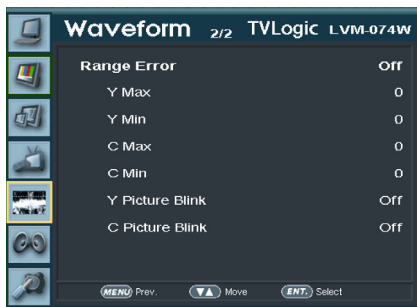 Waveform 2/2 TVLogic LVM-074W
Range Error Off
Y Max 0
Y Min 0
C Max 0
C Min 0
Y Picture Blink Off
C Picture Blink Off
MENU Prev. ▼▲ Move ENT. Select